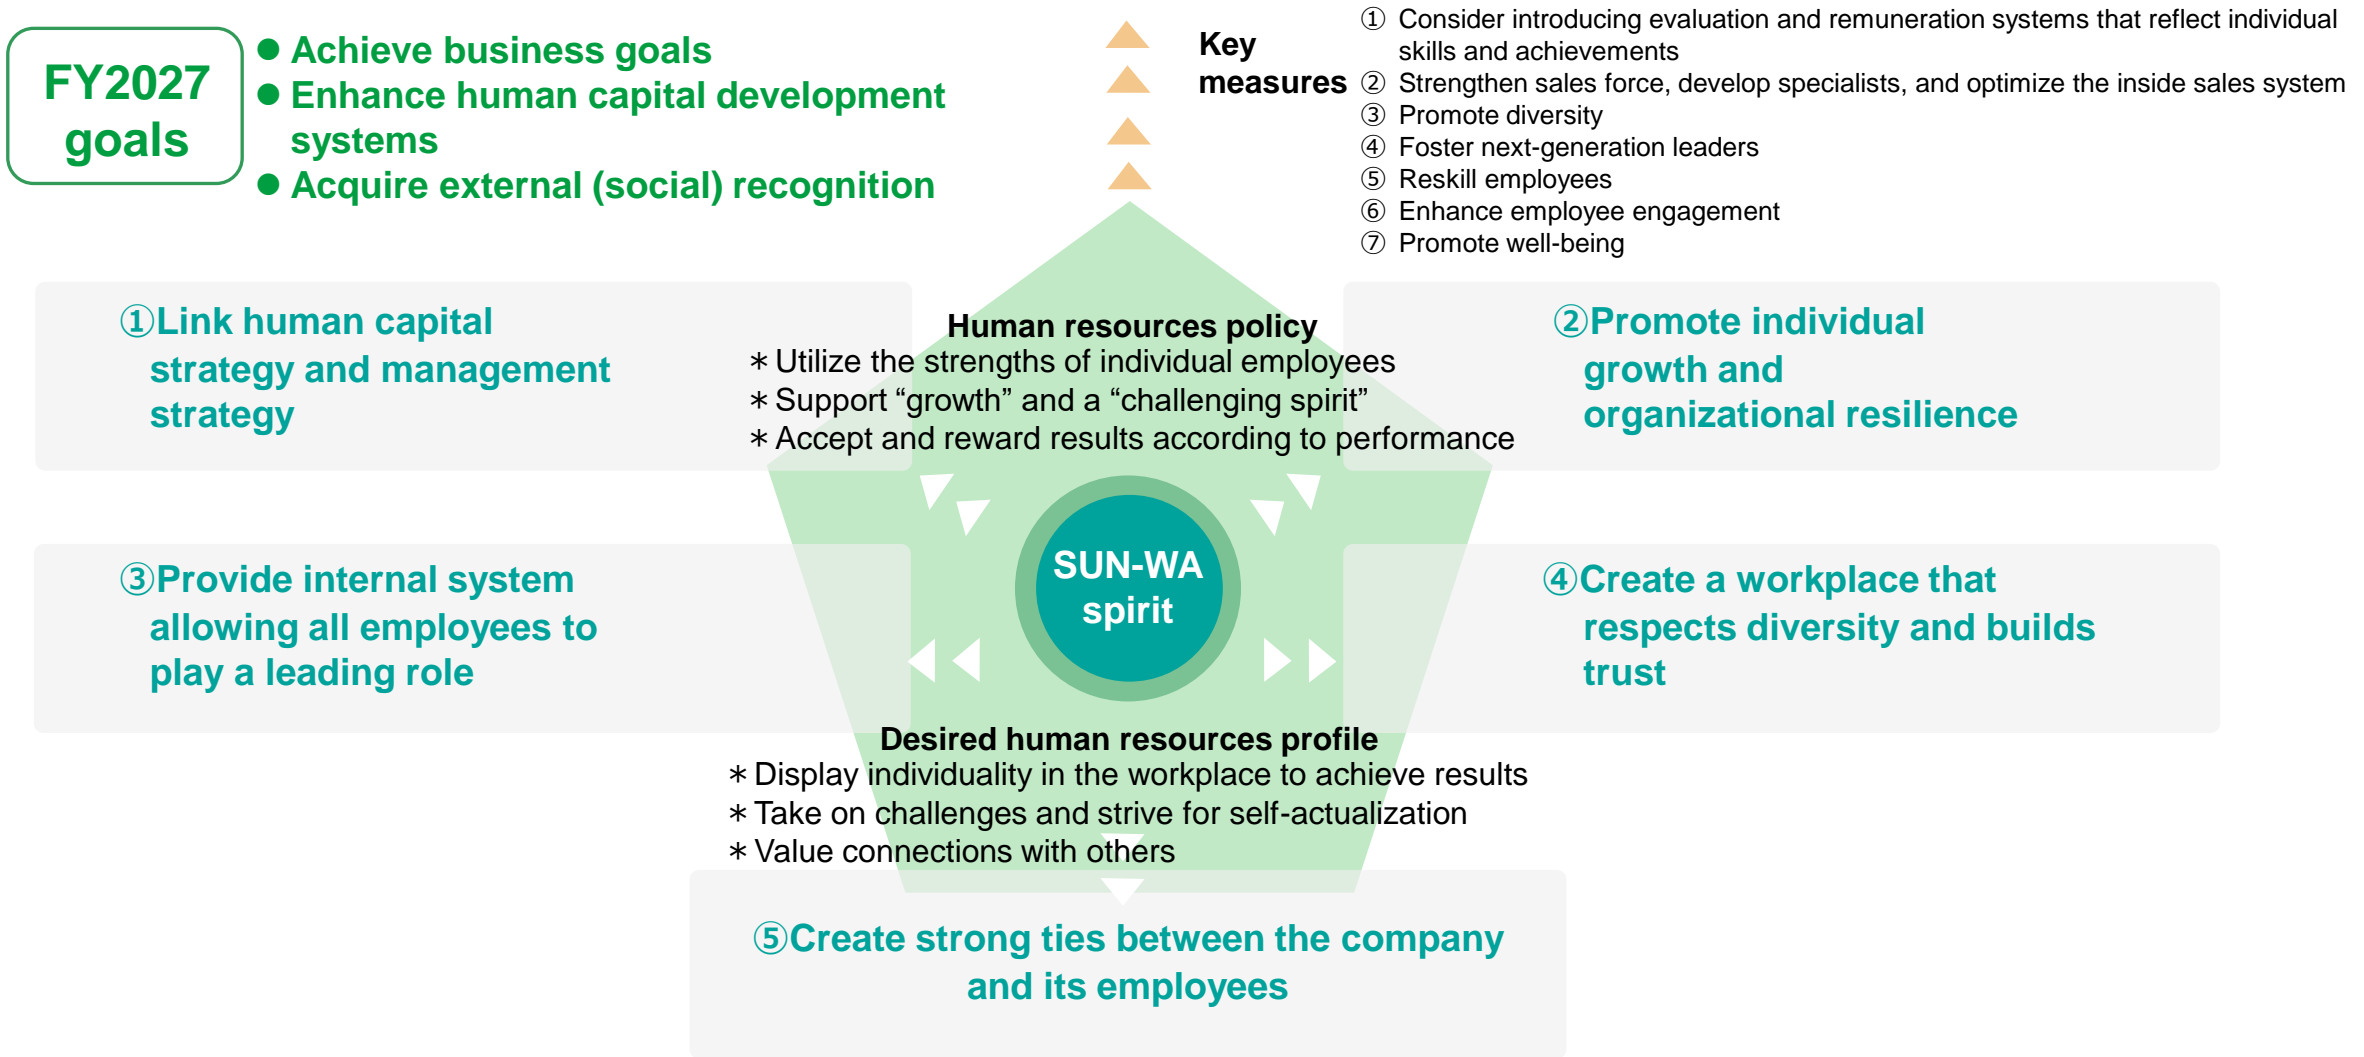 FY2027
goals
● Achieve business goals
● Enhance human capital development
systems
● Acquire external (social) recognition
Key
measures
① Consider introducing evaluation and remuneration systems that reflect individual
skills and achievements
② Strengthen sales force, develop specialists, and optimize the inside sales system
③ Promote diversity
④ Foster next-generation leaders
⑤ Reskill employees
⑥ Enhance employee engagement
⑦ Promote well-being
①Link human capital
strategy and management
strategy
Human resources policy
＊Utilize the strengths of individual employees
＊Support “growth” and a “challenging spirit”
＊Accept and reward results according to performance
②Promote individual
growth and
organizational resilience
③Provide internal system
allowing all employees to
play a leading role
SUN-WA
spirit
④Create a workplace that
respects diversity and builds
trust
Desired human resources profile
＊Display individuality in the workplace to achieve results
＊Take on challenges and strive for self-actualization
＊Value connections with others
⑤Create strong ties between the company
and its employees